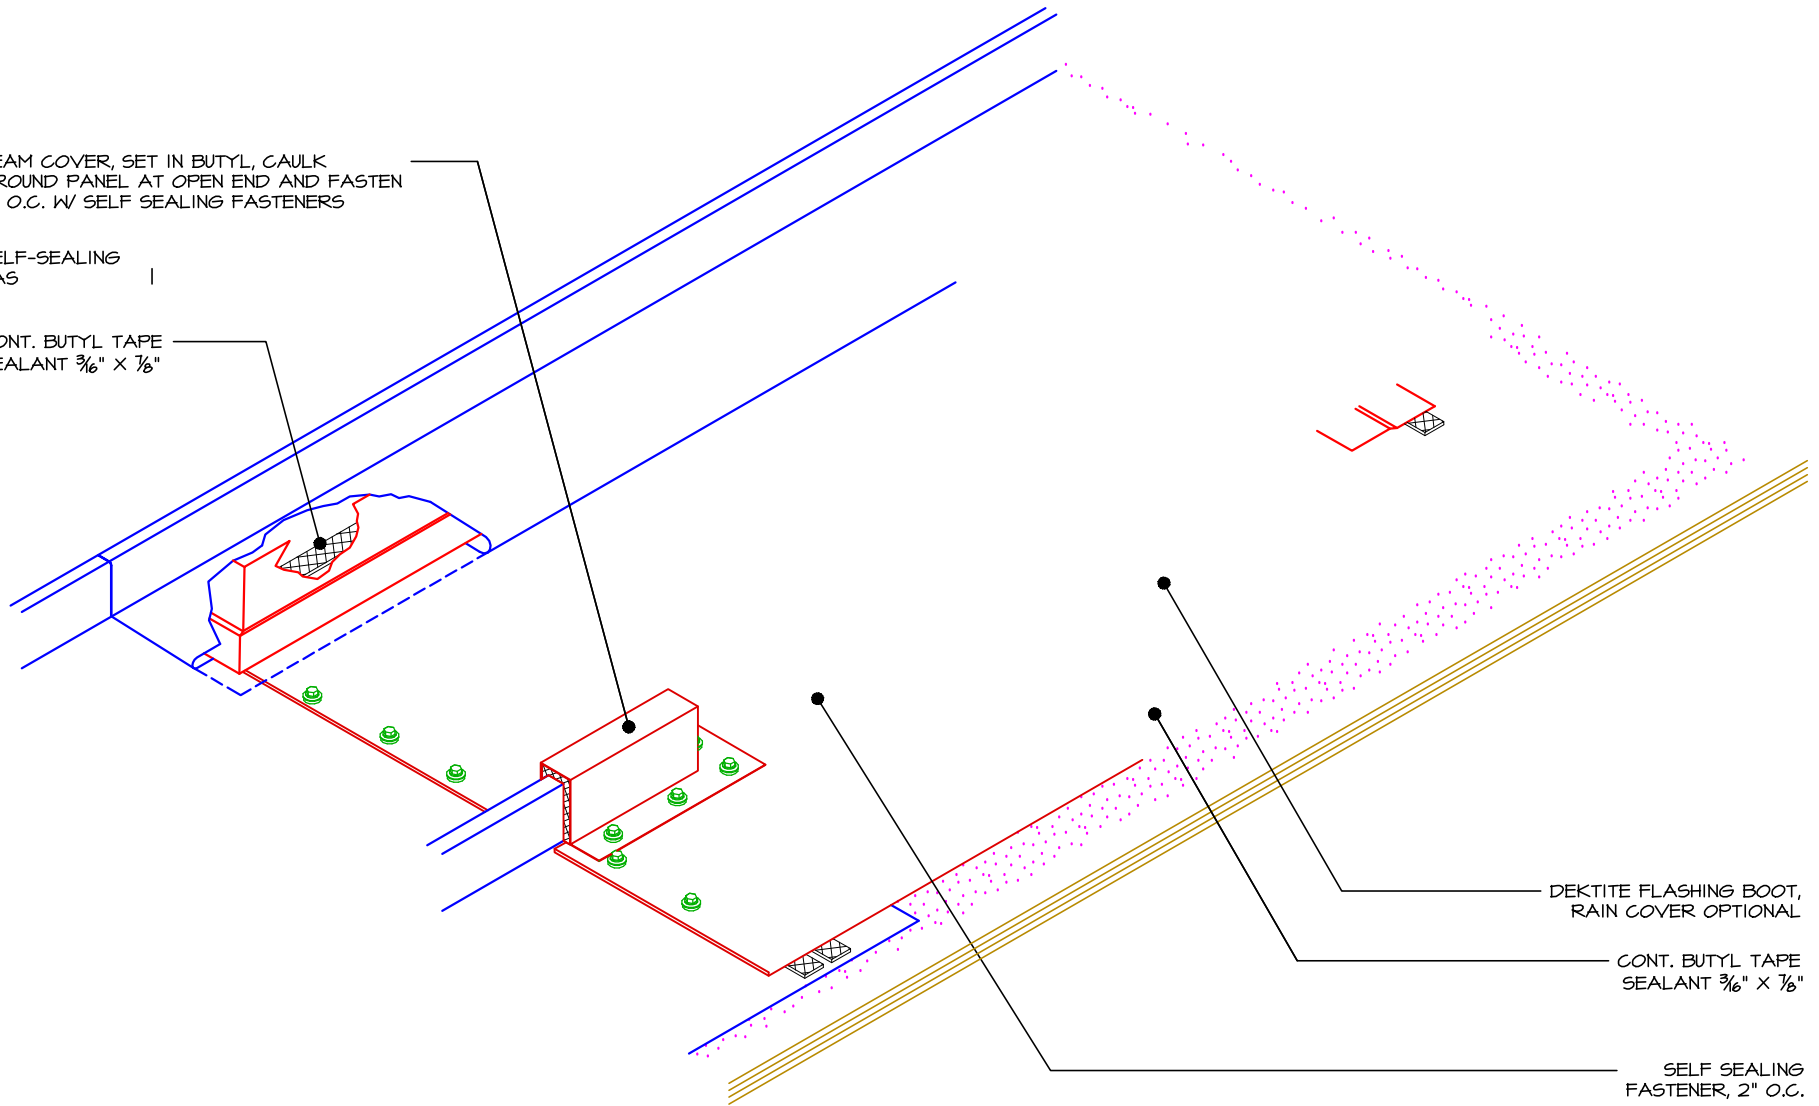 EAM COVER, SET IN BUTYL, CAULK
ROUND PANEL AT OPEN END AND FASTEN
O.C. W/ SELF SEALING FASTENERS
ELF-SEALING
AS
ONT. BUTYL TAPE
EALANT 3/16" X 7/8"
DEKTITE FLASHING BOOT,
RAIN COVER OPTIONAL
CONT. BUTYL TAPE
SEALANT 3/16" X 7/8"
SELF SEALING
FASTENER, 2" O.C.